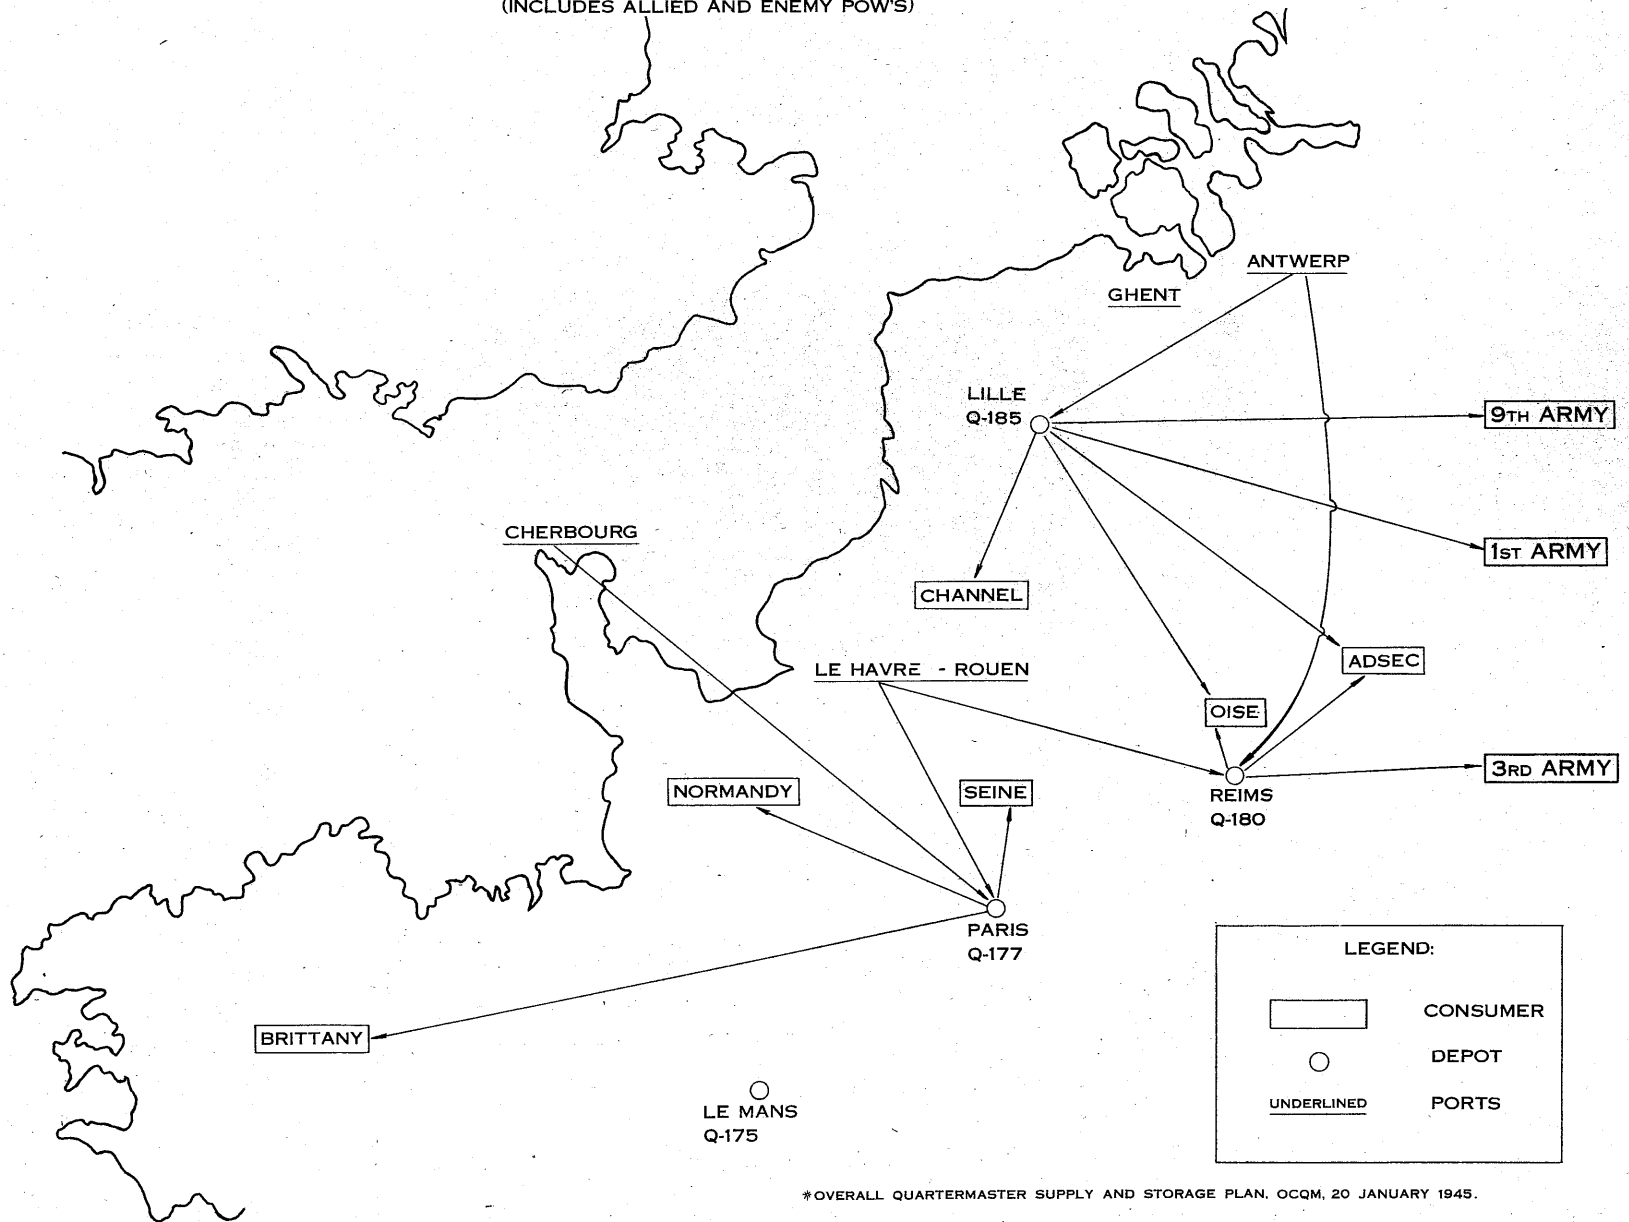 (INCLUDES ALLIED AND ENEMY POW'S)
ANTWERP
GHENT
LILLE
Q-185
9TH ARMY
CHERBOURG
1ST ARMY
CHANNEL
LE HAVRE - ROUEN
ADSEC
OISE
3RD ARMY
NORMANDY
SEINE
REIMS
Q-180
PARIS
Q-177
BRITTANY
LE MANS
Q-175
LEGEND:
CONSUMER
DEPOT
UNDERLINED PORTS
*OVERALL QUARTERMASTER SUPPLY AND STORAGE PLAN, OCQM, 20 JANUARY 1945.